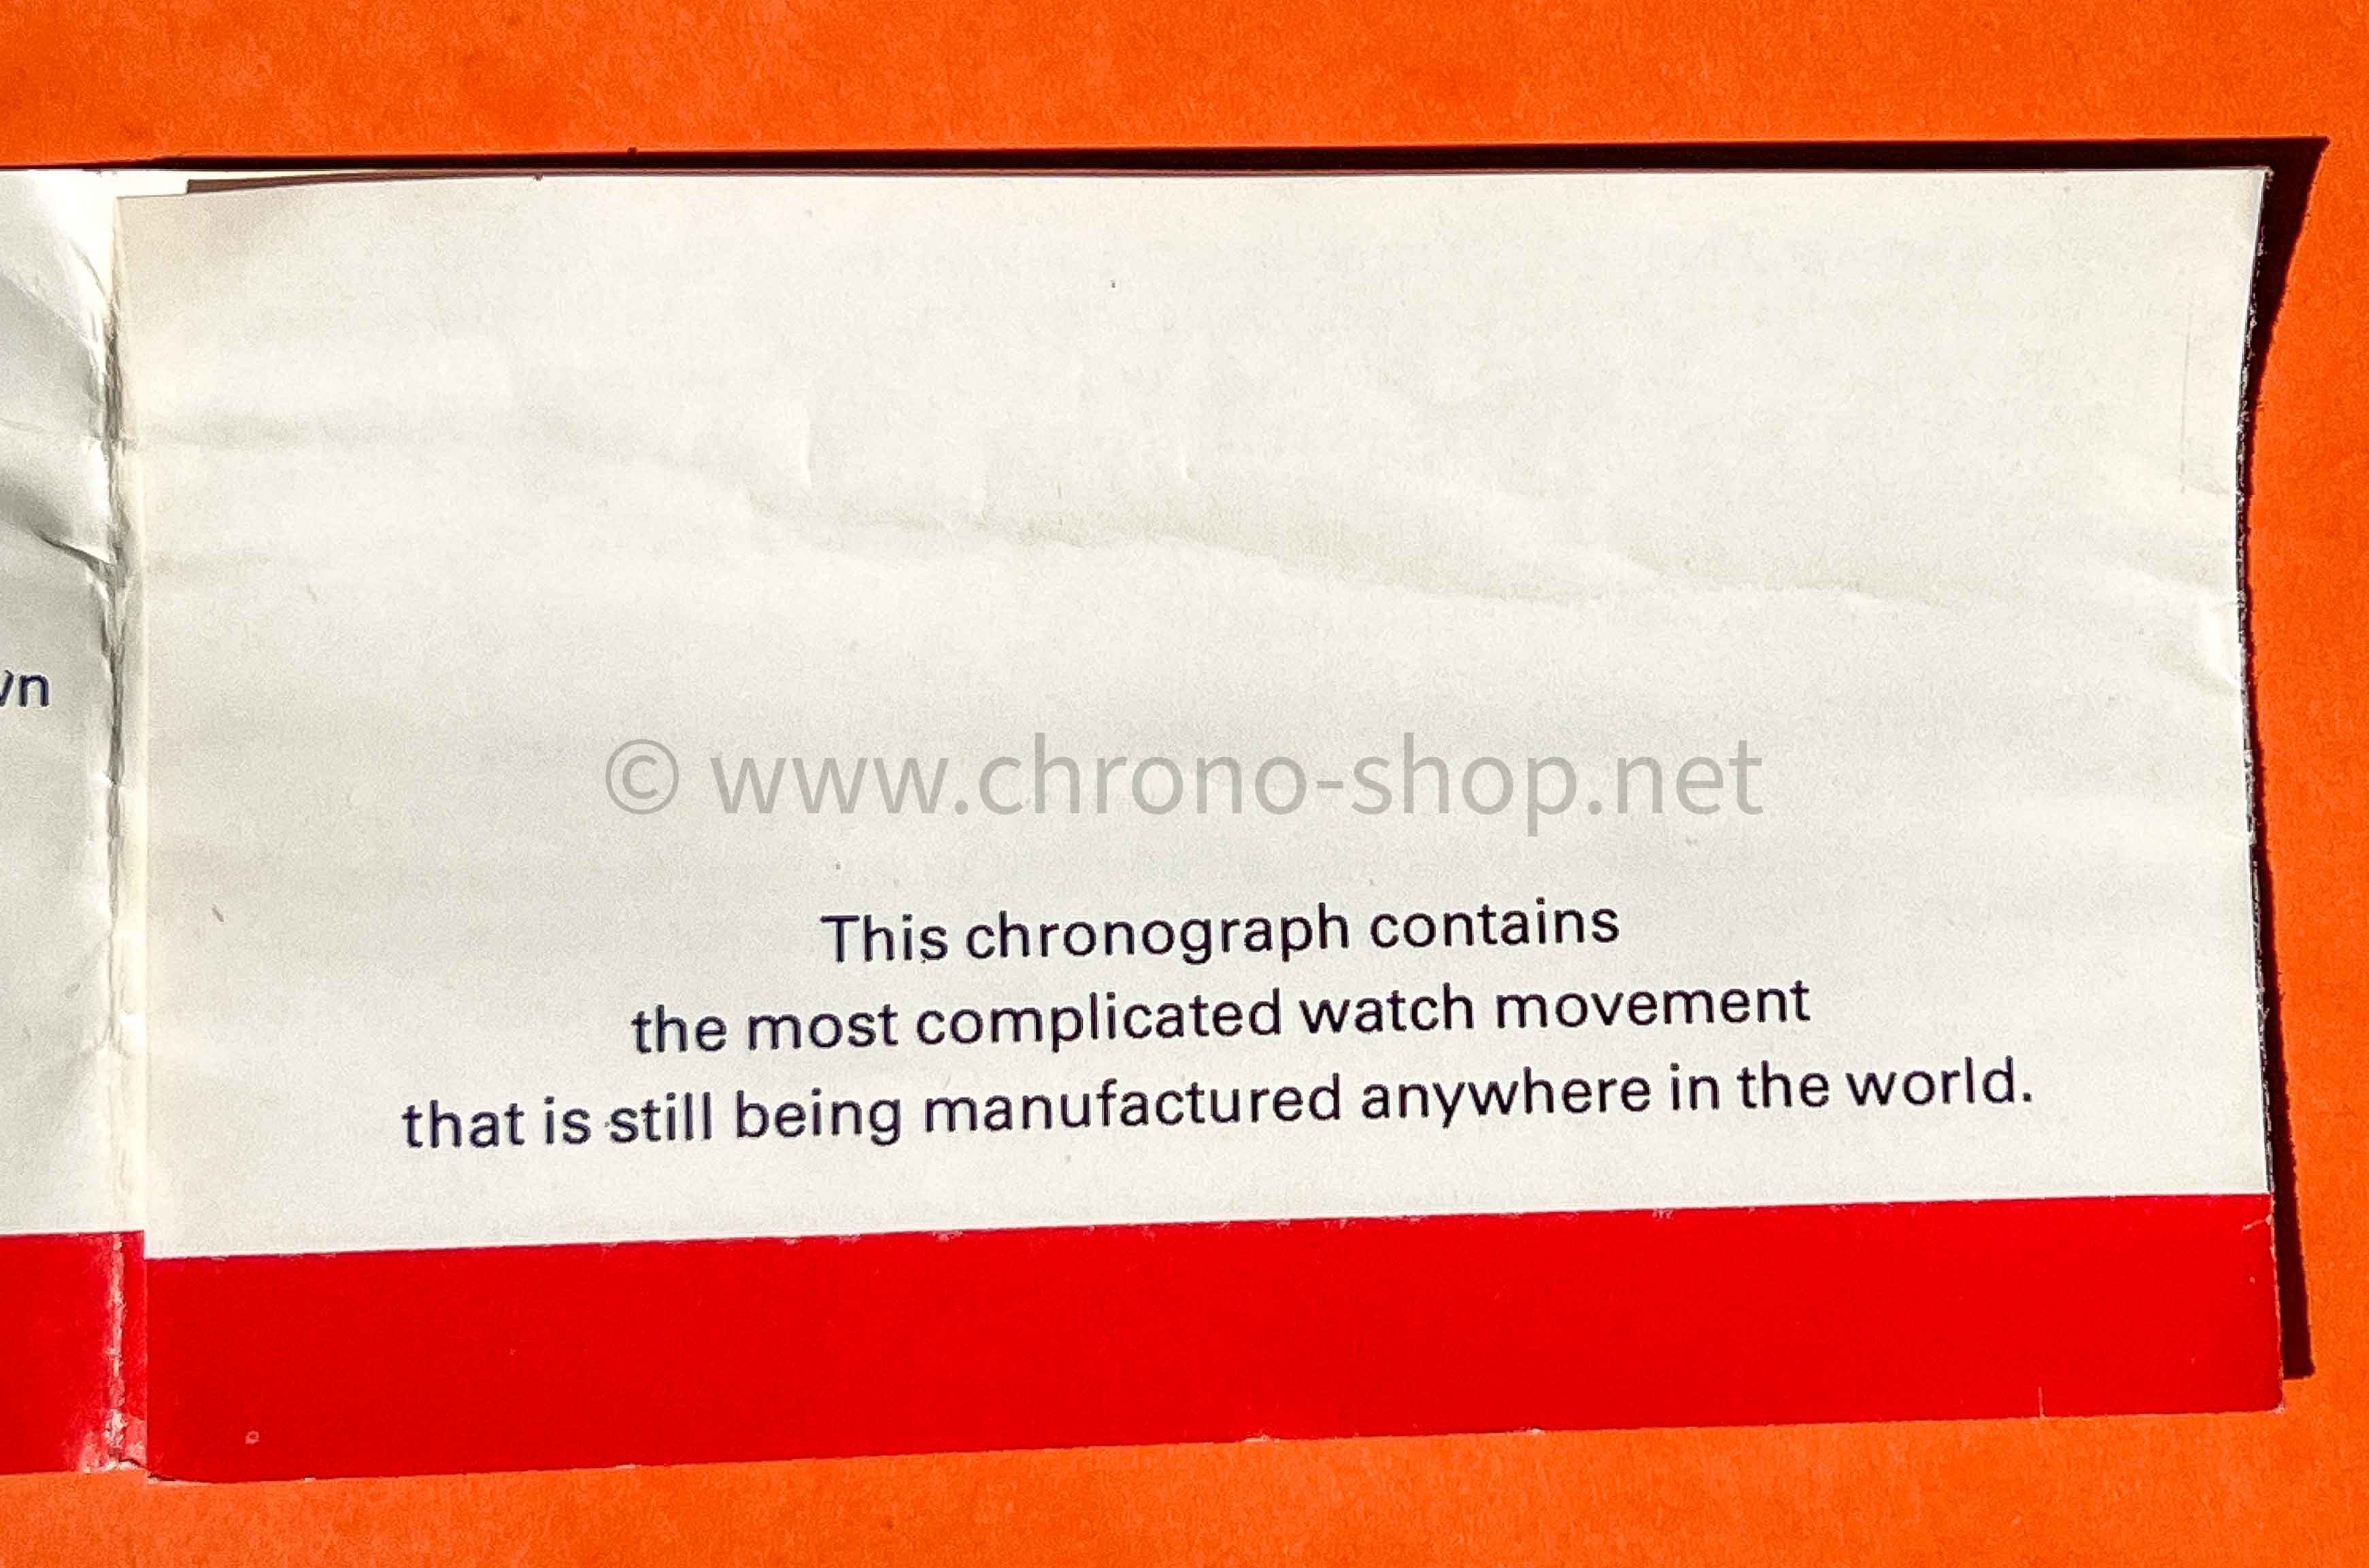 © www.chrono-shop.net
This chronograph contains
the most complicated watch movement
that is still being manufactured anywhere in the world.